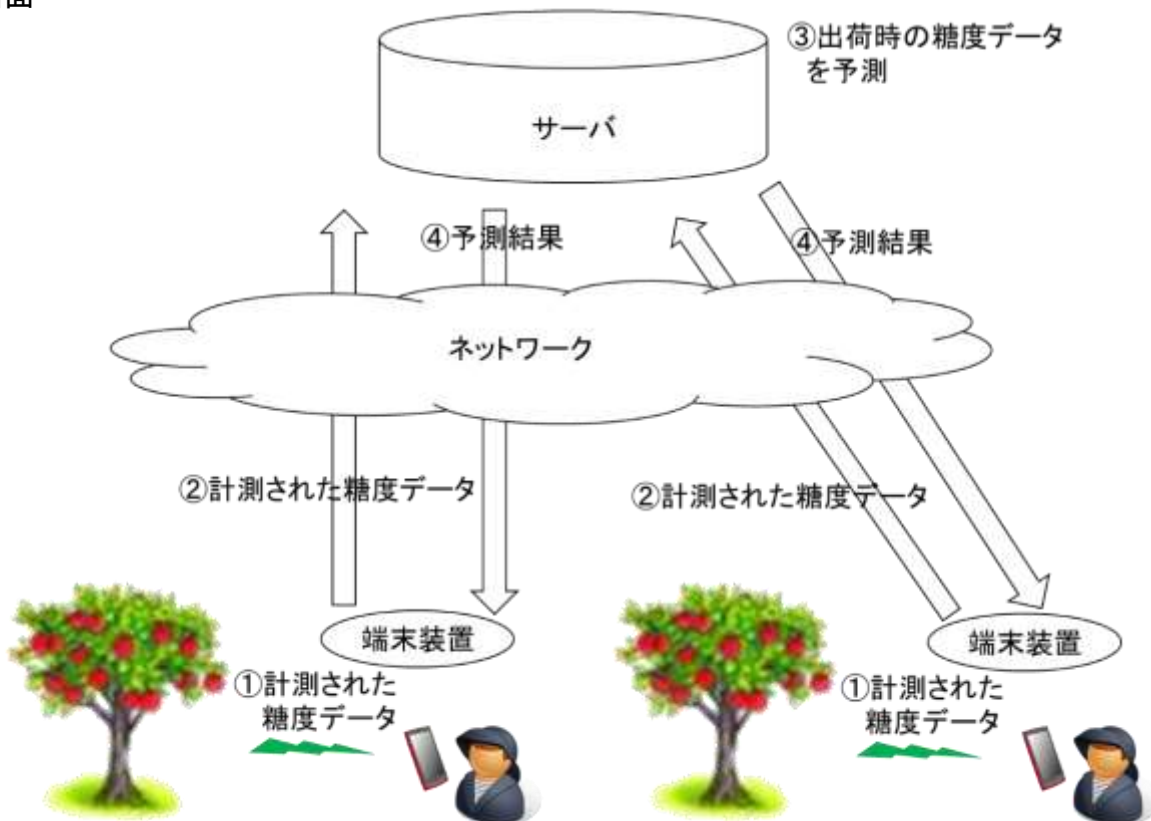 ③出荷時の糖度データ
を予測
サーバ
④予測結果
④予測結果
ネットワーク
②計測された糖度データ
②計測された糖度データ
端末装置
端末装置
①計測された
糖度データ
①計測された
糖度データ